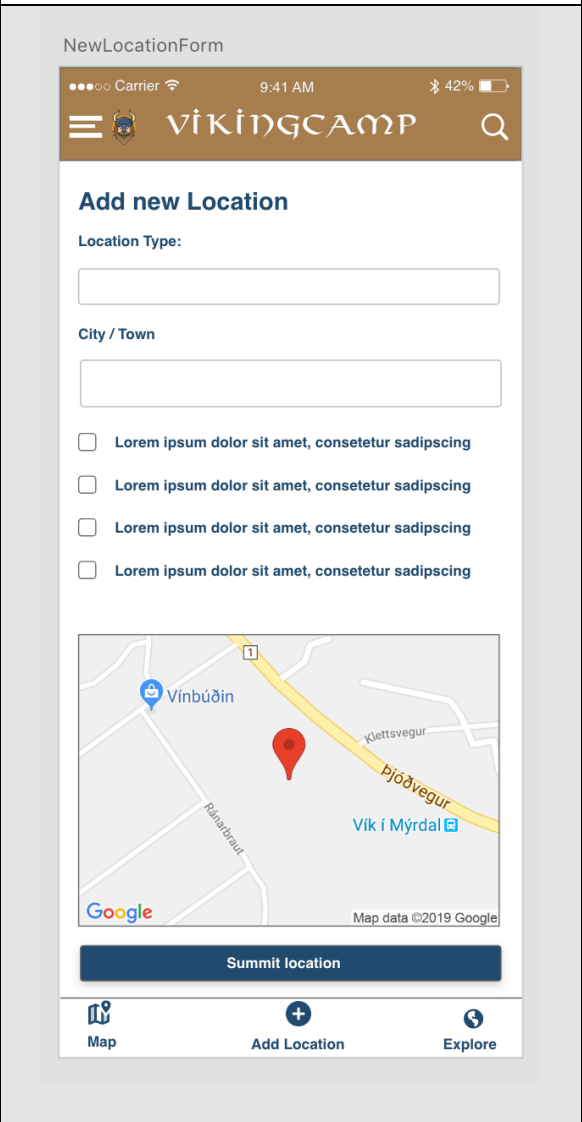 NewLocationForm
Carrier 9:41 AM 42%
VIKINGCAMP
Add new Location
Location Type:
City / Town
Lorem ipsum dolor sit amet, consetetur sadipscing
Lorem ipsum dolor sit amet, consetetur sadipscing
Lorem ipsum dolor sit amet, consetetur sadipscing
Lorem ipsum dolor sit amet, consetetur sadipscing
1
Vínbúðin
Klettsvegur
Þjóðvegur
Ránarbraut
Vík í Mýrdal
Google Map data ©2019 Google
Summit location
Map Add Location Explore